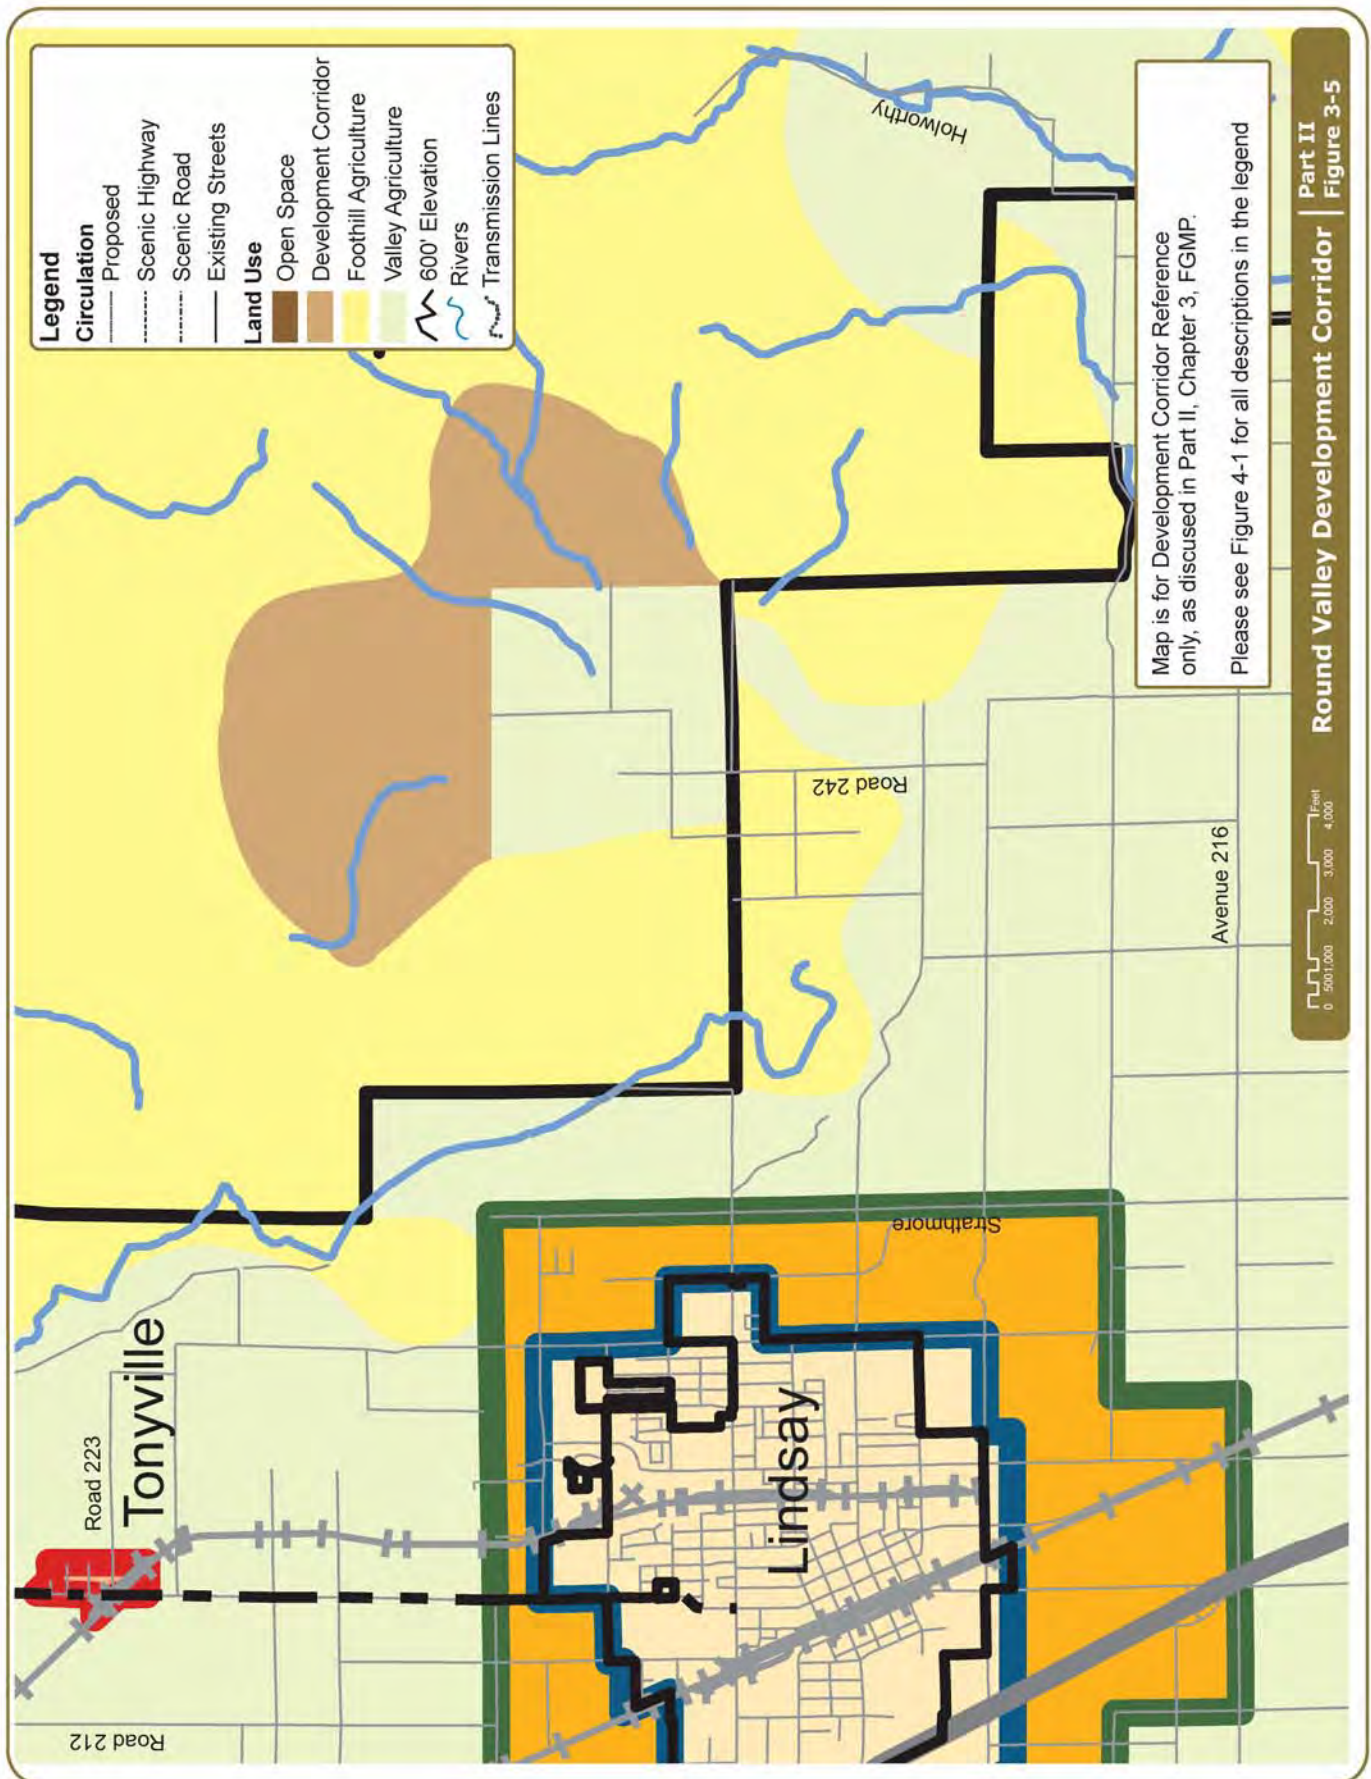 Legend
Circulation
Proposed
Scenic Highway
Scenic Road
Existing Streets
Land Use
Open Space
Development Corridor
Foothill Agriculture
Valley Agriculture
600' Elevation
Rivers
Transmission Lines
Holworthy
Road 242
Avenue 216
Strathmore
Tonyville
Road 223
Lindsay
Road 212
Map is for Development Corridor Reference
only, as discussed in Part II, Chapter 3, FGMP.
Please see Figure 4-1 for all descriptions in the legend
0 5001,000 2,000 3,000 4,000
Feet
Round Valley Development Corridor
Part II
Figure 3-5